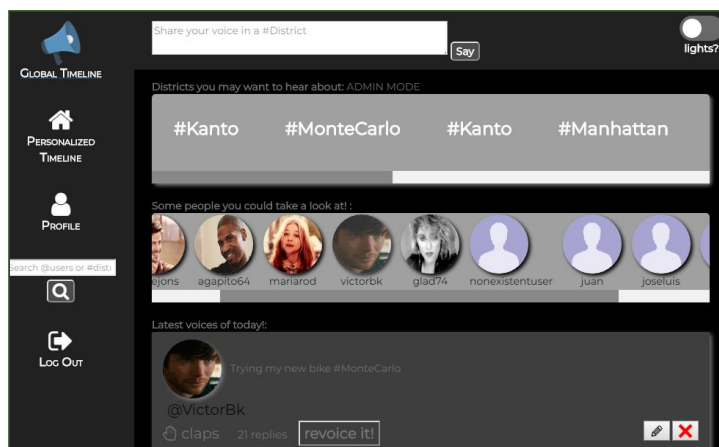 Share your voice in a #District
Say
lights?
GLOBAL TIMELINE
PERSONALIZED
TIMELINE
PROFILE
Search @users or #distr
LOG OUT
Districts you may want to hear about: ADMIN MODE
#Kanto #MonteCarlo #Kanto #Manhattan
Some people you could take a look at! :
ejons agapito64 mariarod victorbk glad74 nonexistentuser juan joseluis
Latest voices of today!:
Trying my new bike #MonteCarlo
@VictorBk
claps 21 replies revoice it!